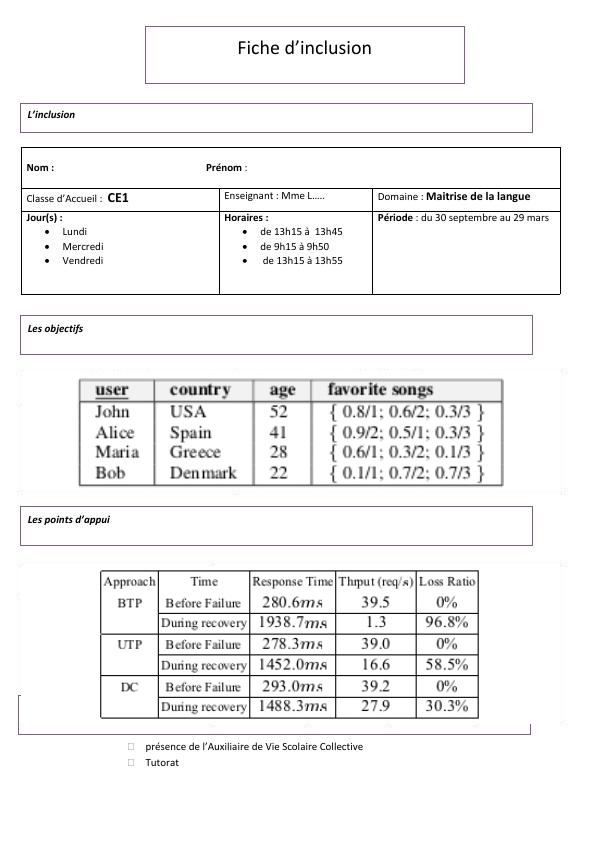 Fiche d’inclusion
L’inclusion
Nom : Prénom :
Classe d’Accueil : CE1 Enseignant : Mme L….. Domaine : Maitrise de la langue
Jour(s) : Horaires : Période : du 30 septembre au 29 mars
• Lundi • de 13h15 à 13h45
• Mercredi • de 9h15 à 9h50
• Vendredi • de 13h15 à 13h55
Les objectifs
user country age favorite songs
John USA 52 { 0.8/1; 0.6/2; 0.3/3 }
Alice Spain 41 { 0.9/2; 0.5/1; 0.3/3 }
Maria Greece 28 { 0.6/1; 0.3/2; 0.1/3 }
Bob Denmark 22 { 0.1/1; 0.7/2; 0.7/3 }
Les points d’appui
Approach Time Response Time Thrput (req/s) Loss Ratio
BTP Before Failure 280.6ms 39.5 0%
During recovery 1938.7ms 1.3 96.8%
UTP Before Failure 278.3ms 39.0 0%
During recovery 1452.0ms 16.6 58.5%
DC Before Failure 293.0ms 39.2 0%
During recovery 1488.3ms 27.9 30.3%
présence de l’Auxiliaire de Vie Scolaire Collective
Tutorat